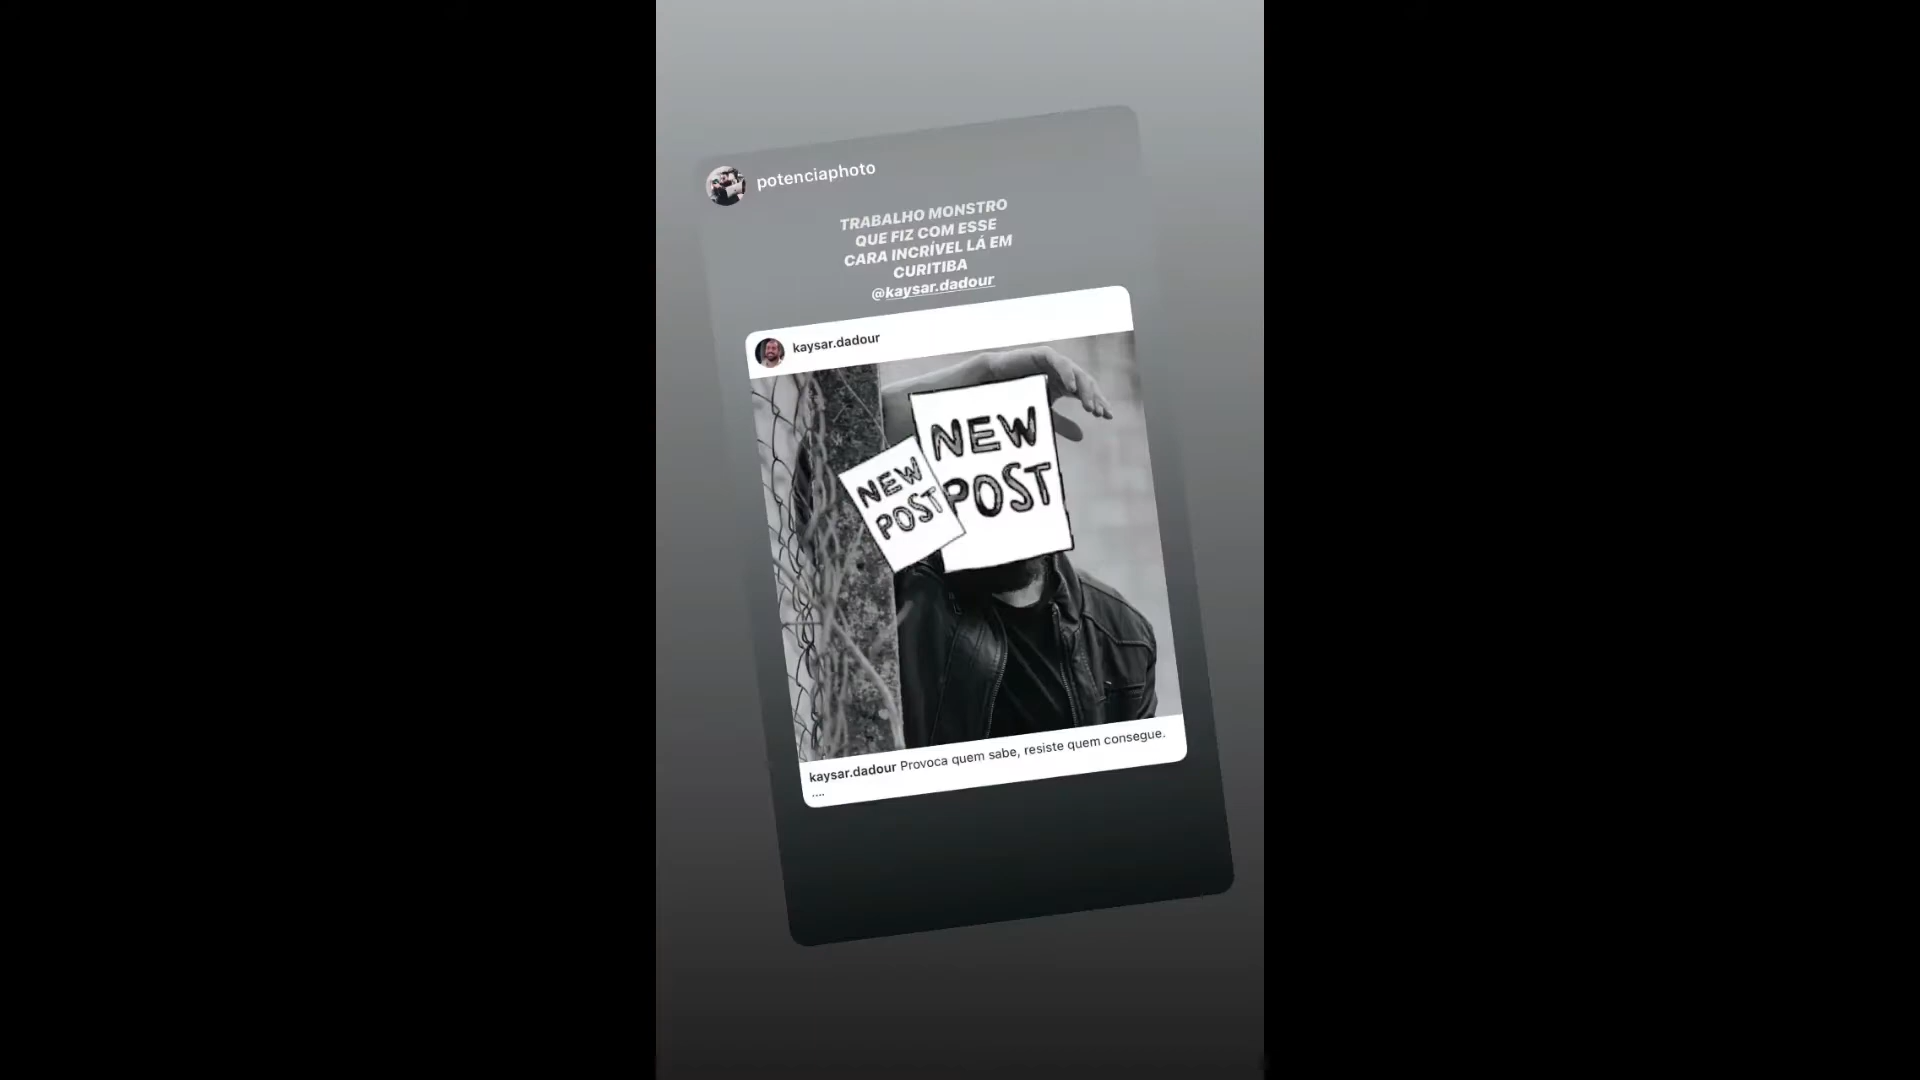 potenciaphoto
TRABALHO MONSTRO
QUE FIZ COM ESSE
CARA INCRÍVEL LÁ EM
CURITIBA
@kaysar.dadour
kaysar.dadour
NEW
POST
NEW
POST
kaysar.dadour Provoca quem sabe, resiste quem consegue.
....